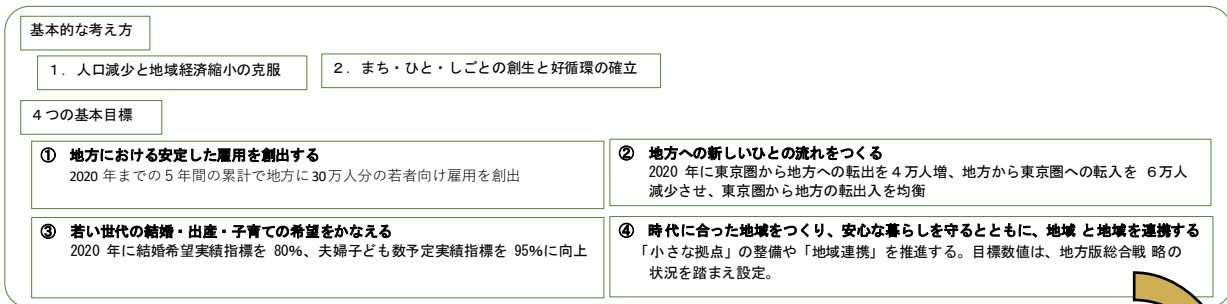 基本的な考え方
１．人口減少と地域経済縮小の克服
２．まち・ひと・しごとの創生と好循環の確立
４つの基本目標
① 地方における安定した雇用を創出する
2020 年までの５年間の累計で地方に30万人分の若者向け雇用を創出
② 地方への新しいひとの流れをつくる
2020 年に東京圏から地方への転出を４万人増、地方から東京圏への転入を ６万人
減少させ、東京圏から地方の転出入を均衡
③ 若い世代の結婚・出産・子育ての希望をかなえる
2020 年に結婚希望実績指標を 80%、夫婦子ども数予定実績指標を 95%に向上
④ 時代に合った地域をつくり、安心な暮らしを守るとともに、地域 と地域を連携する
「小さな拠点」の整備や「地域連携」を推進する。目標数値は、地方版総合戦 略の
状況を踏まえ設定。